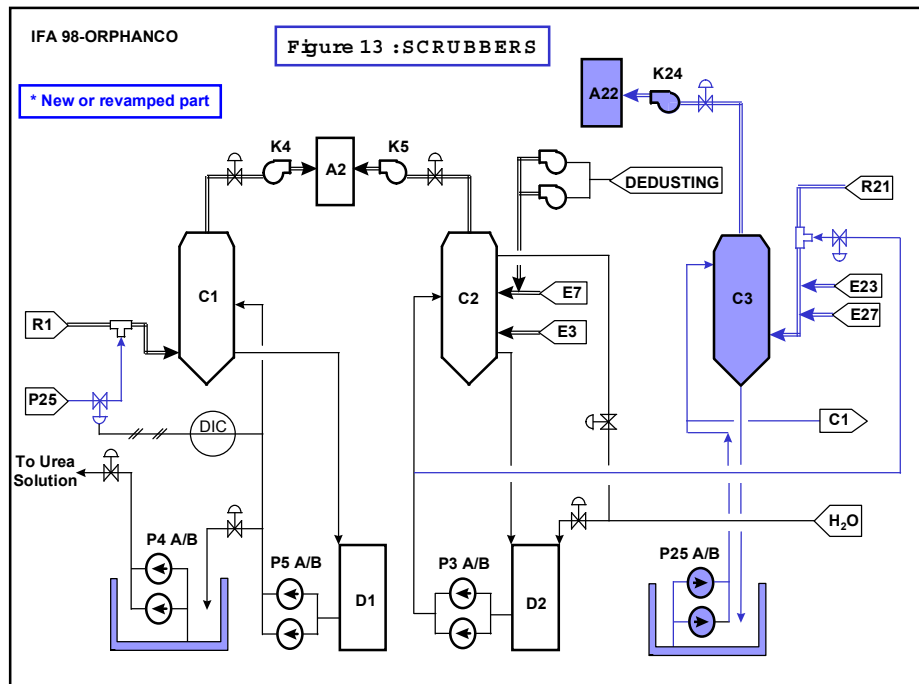 IFA 98-ORPHANCO
Figure 13 :SCRUBBERS
* New or revamped part
K24
A22
K4
A2
K5
DEDUSTING
R21
C1
C2
C3
E7
E3
E23
E27
R1
P25
DIC
C1
To Urea
Solution
H₂O
P4 A/B
P5 A/B
D1
P3 A/B
D2
P25 A/B